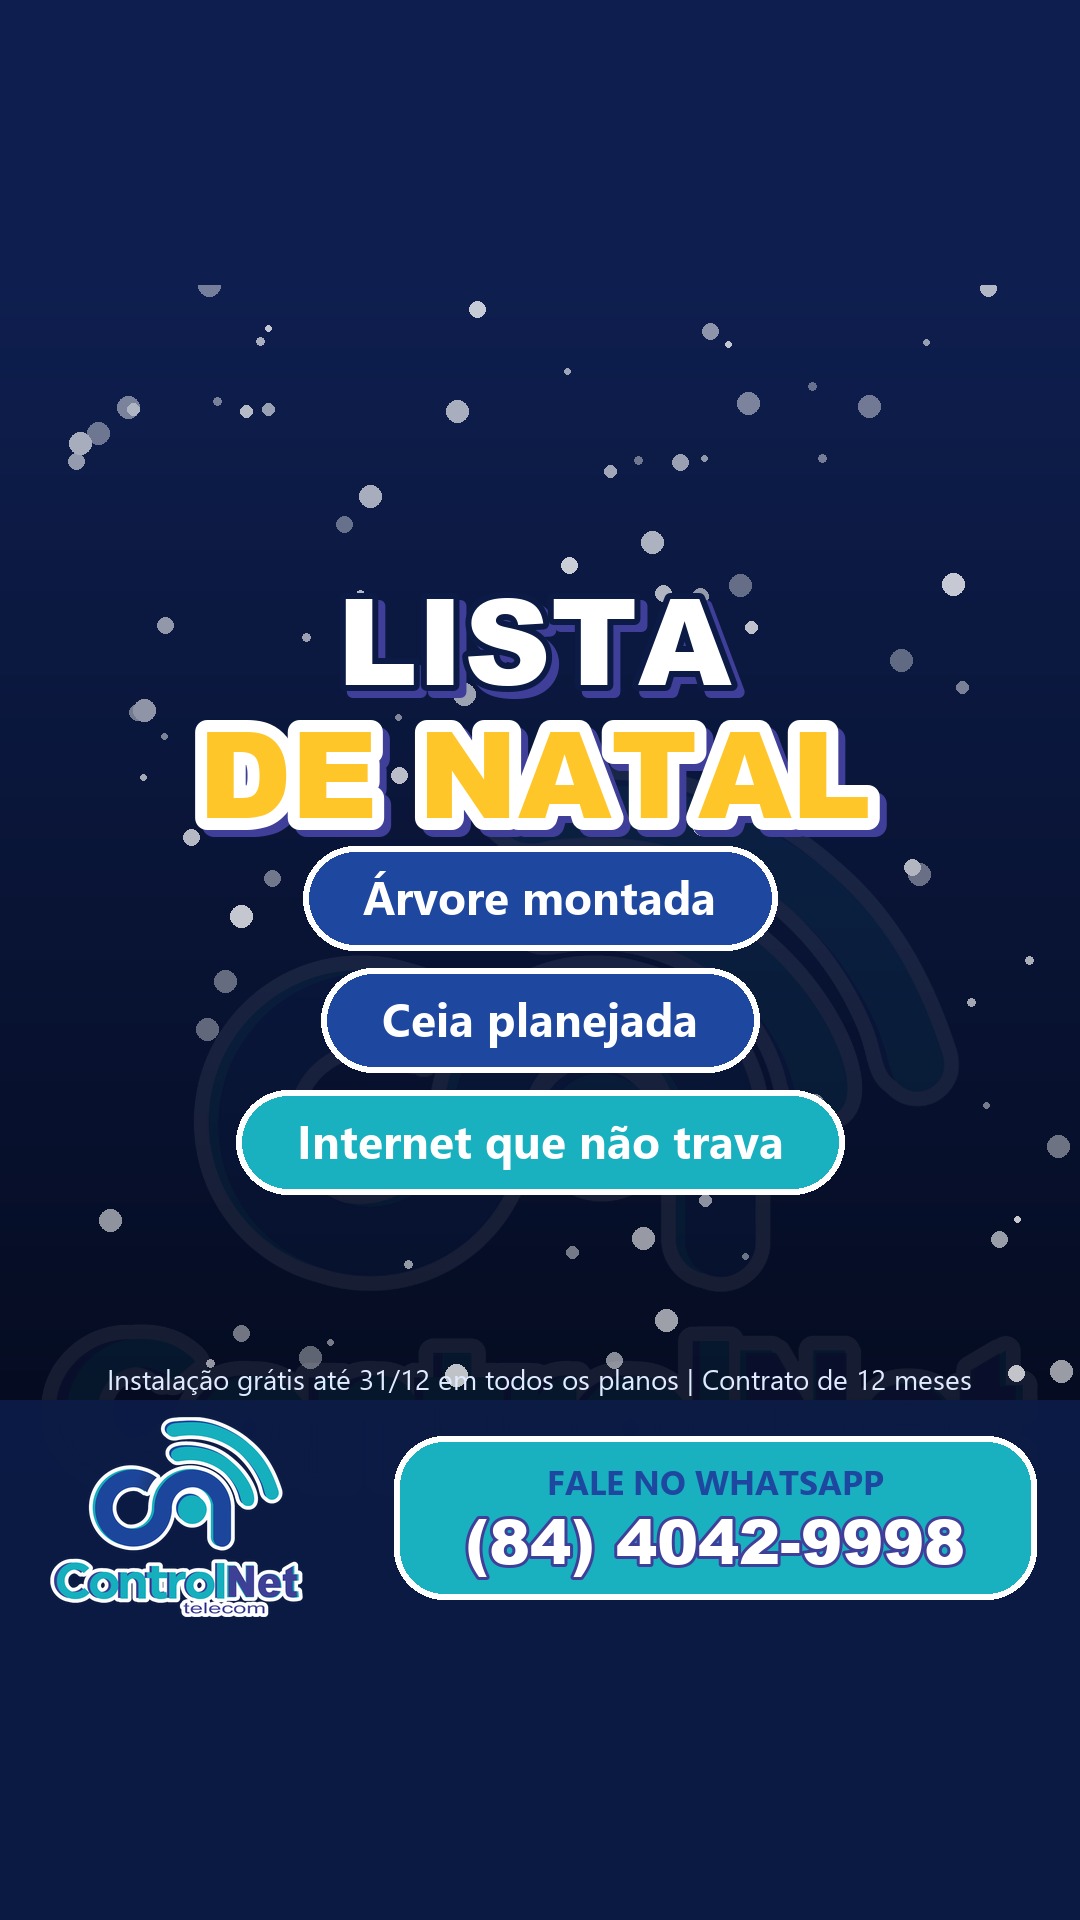 LISTA
DE NATAL
Árvore montada
Ceia planejada
Internet que não trava
Instalação grátis até 31/12 em todos os planos | Contrato de 12 meses
FALE NO WHATSAPP
(84) 4042-9998
ControlNet
telecom